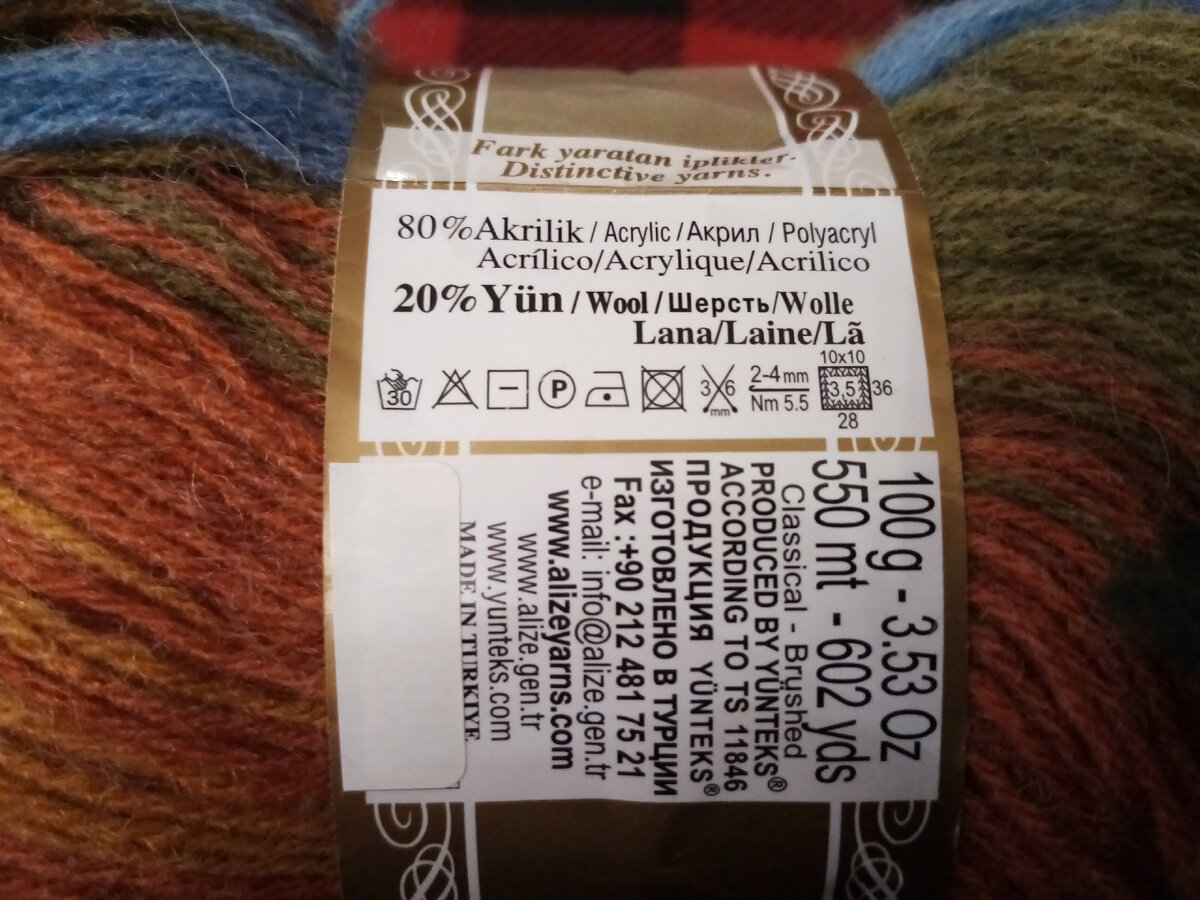 Fark yaratan iplikler.
Distinctive yarns.
80%Akrilik / Acrylic / Акрил / Polyacryl
Acrílico/Acrylique/Acrilico
20%Yün / Wool / Шерсть/Wolle
Lana/Laine/Lã
30
P
3 6
mm
2-4mm
Nm 5.5
10x10
3,5
36
28
100 g - 3.53 Oz
550 mt - 602 yds
Classical - Brushed
PRODUCED BY YÜNTEKS®
ACCORDING TO TS 11846
ПРОДУКЦИЯ YÜNTEKS®
ИЗГОТОВЛЕНО В ТУРЦИИ
Fax :+90 212 481 75 21
e-mail: info@alize.gen.tr
www.alizeyarns.com
www.alize.gen.tr
www.yunteks.com
MADE IN TURKIYE